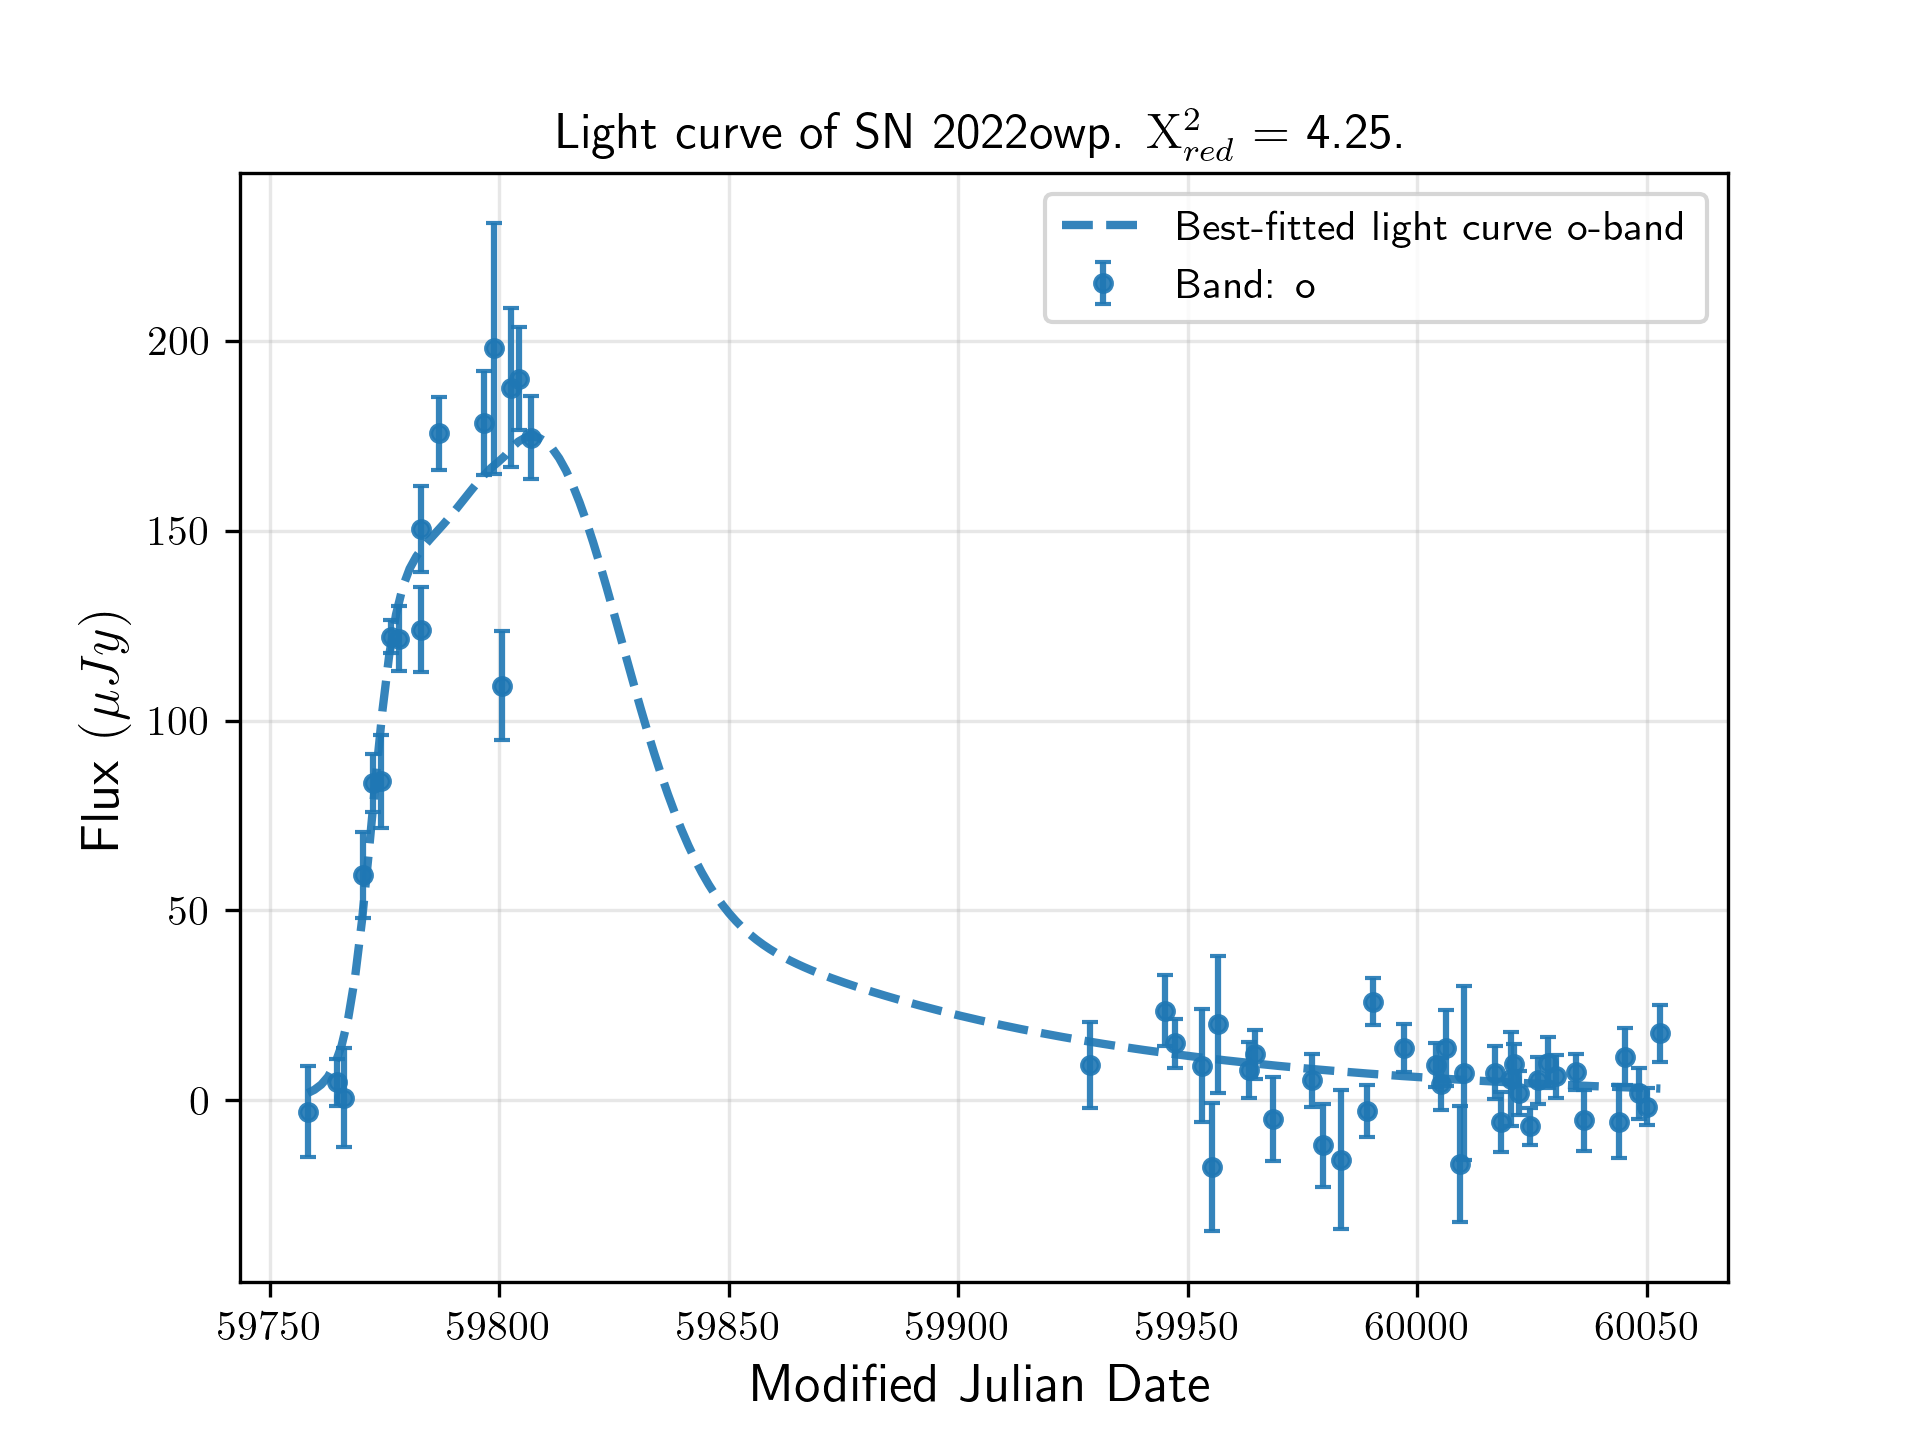 Light curve of SN 2022owp. X²_red = 4.25.
Best-fitted light curve o-band
Band: o
Flux (μJy)
200
150
100
50
0
59750 59800 59850 59900 59950 60000 60050
Modified Julian Date